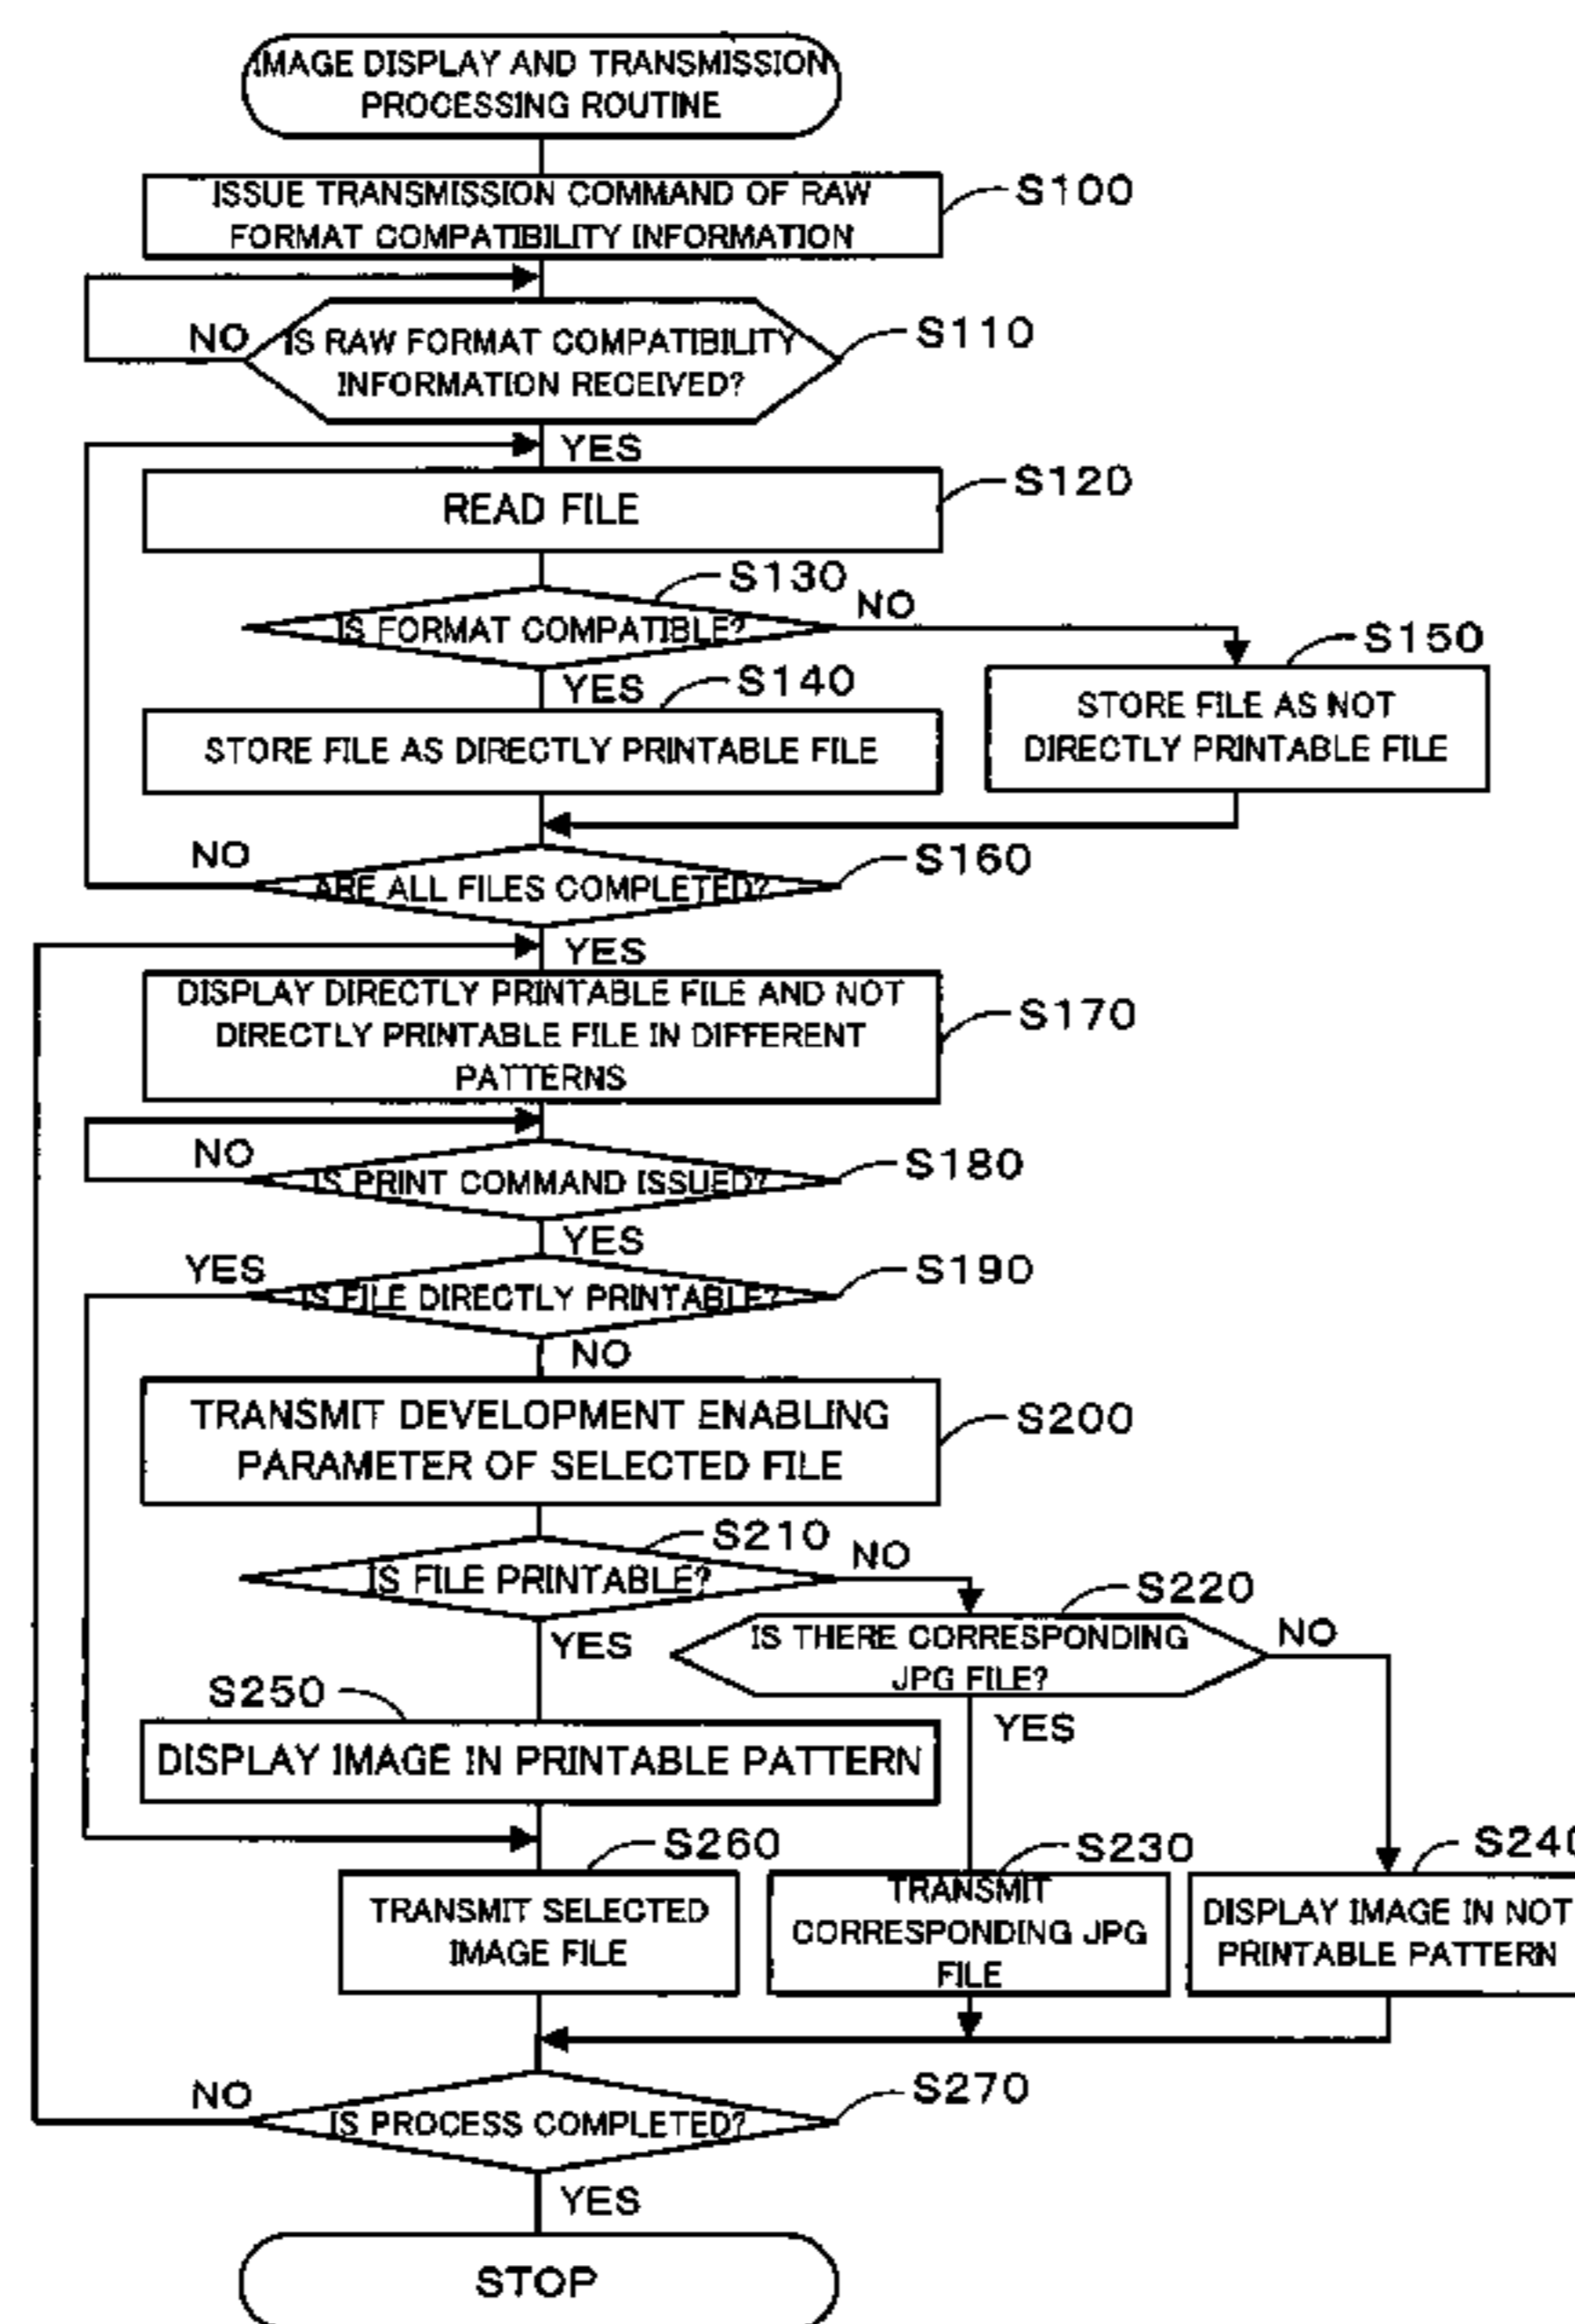 IMAGE DISPLAY AND TRANSMISSION
PROCESSING ROUTINE
ISSUE TRANSMISSION COMMAND OF RAW
FORMAT COMPATIBILITY INFORMATION
S100
NO
IS RAW FORMAT COMPATIBILITY
INFORMATION RECEIVED?
S110
YES
READ FILE
S120
IS FORMAT COMPATIBLE?
S130
NO
YES
STORE FILE AS DIRECTLY PRINTABLE FILE
S140
STORE FILE AS NOT
DIRECTLY PRINTABLE FILE
S150
NO
ARE ALL FILES COMPLETED?
S160
YES
DISPLAY DIRECTLY PRINTABLE FILE AND NOT
DIRECTLY PRINTABLE FILE IN DIFFERENT
PATTERNS
S170
NO
IS PRINT COMMAND ISSUED?
S180
YES
YES
IS FILE DIRECTLY PRINTABLE?
S190
NO
TRANSMIT DEVELOPMENT ENABLING
PARAMETER OF SELECTED FILE
S200
IS FILE PRINTABLE?
S210
NO
YES
IS THERE CORRESPONDING
JPG FILE?
S220
NO
YES
S250
DISPLAY IMAGE IN PRINTABLE PATTERN
S260
TRANSMIT SELECTED
IMAGE FILE
S230
TRANSMIT
CORRESPONDING JPG
FILE
S240
DISPLAY IMAGE IN NOT
PRINTABLE PATTERN
NO
IS PROCESS COMPLETED?
S270
YES
STOP